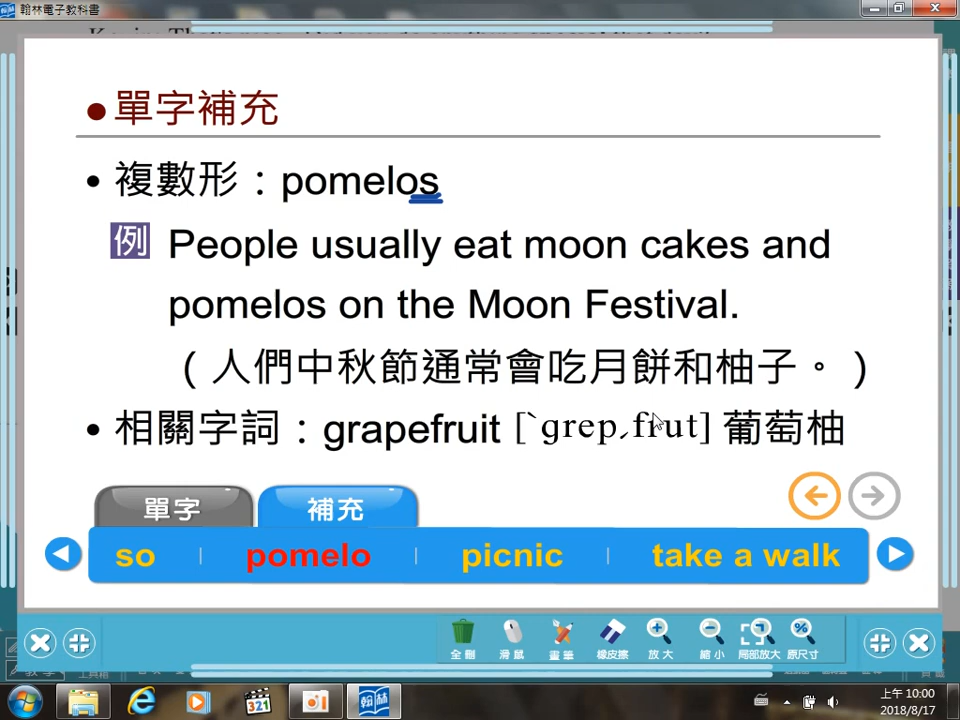 翰林電子教科書
單字補充
• 複數形：pomelos
例 People usually eat moon cakes and
pomelos on the Moon Festival.
（人們中秋節通常會吃月餅和柚子。）
• 相關字詞：grapefruit [ˋgrepˏfrut] 葡萄柚
單字 補充
so pomelo picnic take a walk
全刪 滑鼠 畫筆 橡皮擦 放大 縮小 局部放大 原尺寸
321
翰林
上午 10:00
2018/8/17